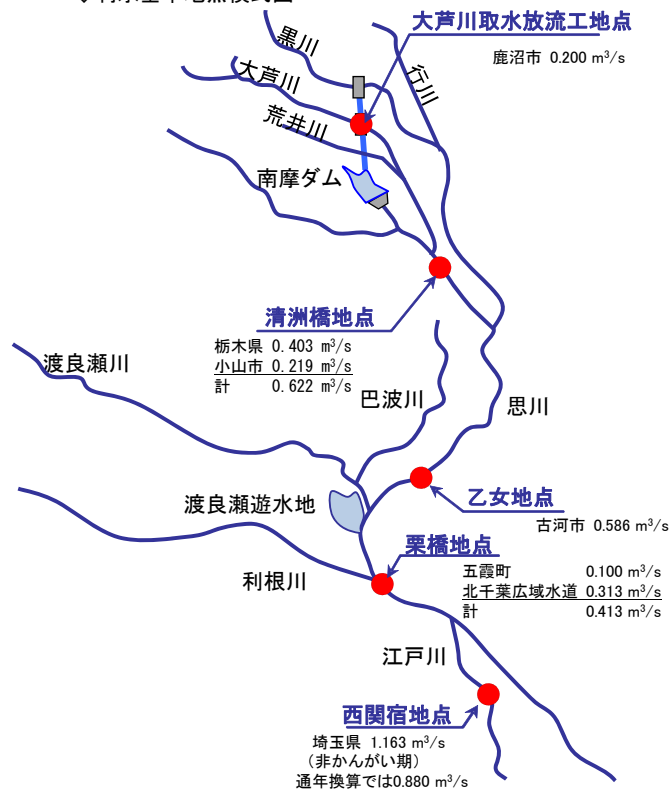 大芦川取水放流工地点
鹿沼市 0.200 m³/s
黒川
行川
大芦川
荒井川
南摩ダム
清洲橋地点
栃木県 0.403 m³/s
小山市 0.219 m³/s
計 0.622 m³/s
渡良瀬川
巴波川
思川
渡良瀬遊水地
乙女地点
古河市 0.586 m³/s
栗橋地点
五霞町 0.100 m³/s
北千葉広域水道 0.313 m³/s
計 0.413 m³/s
利根川
江戸川
西関宿地点
埼玉県 1.163 m³/s
（非かんがい期）
通年換算では0.880 m³/s